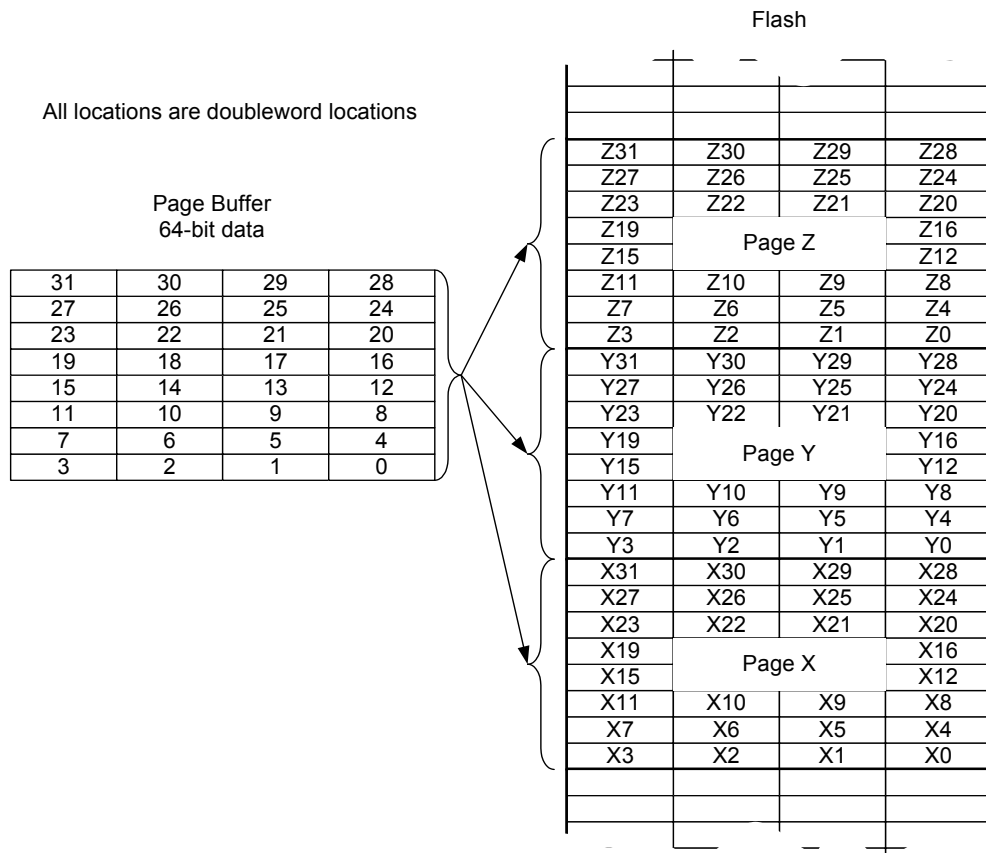 Flash
All locations are doubleword locations
Page Buffer
64-bit data
31 30 29 28
27 26 25 24
23 22 21 20
19 18 17 16
15 14 13 12
11 10 9 8
7 6 5 4
3 2 1 0
Z31 Z30 Z29 Z28
Z27 Z26 Z25 Z24
Z23 Z22 Z21 Z20
Z19 Z16
Page Z
Z15 Z12
Z11 Z10 Z9 Z8
Z7 Z6 Z5 Z4
Z3 Z2 Z1 Z0
Y31 Y30 Y29 Y28
Y27 Y26 Y25 Y24
Y23 Y22 Y21 Y20
Y19 Y16
Page Y
Y15 Y12
Y11 Y10 Y9 Y8
Y7 Y6 Y5 Y4
Y3 Y2 Y1 Y0
X31 X30 X29 X28
X27 X26 X25 X24
X23 X22 X21 X20
X19 X16
Page X
X15 X12
X11 X10 X9 X8
X7 X6 X5 X4
X3 X2 X1 X0